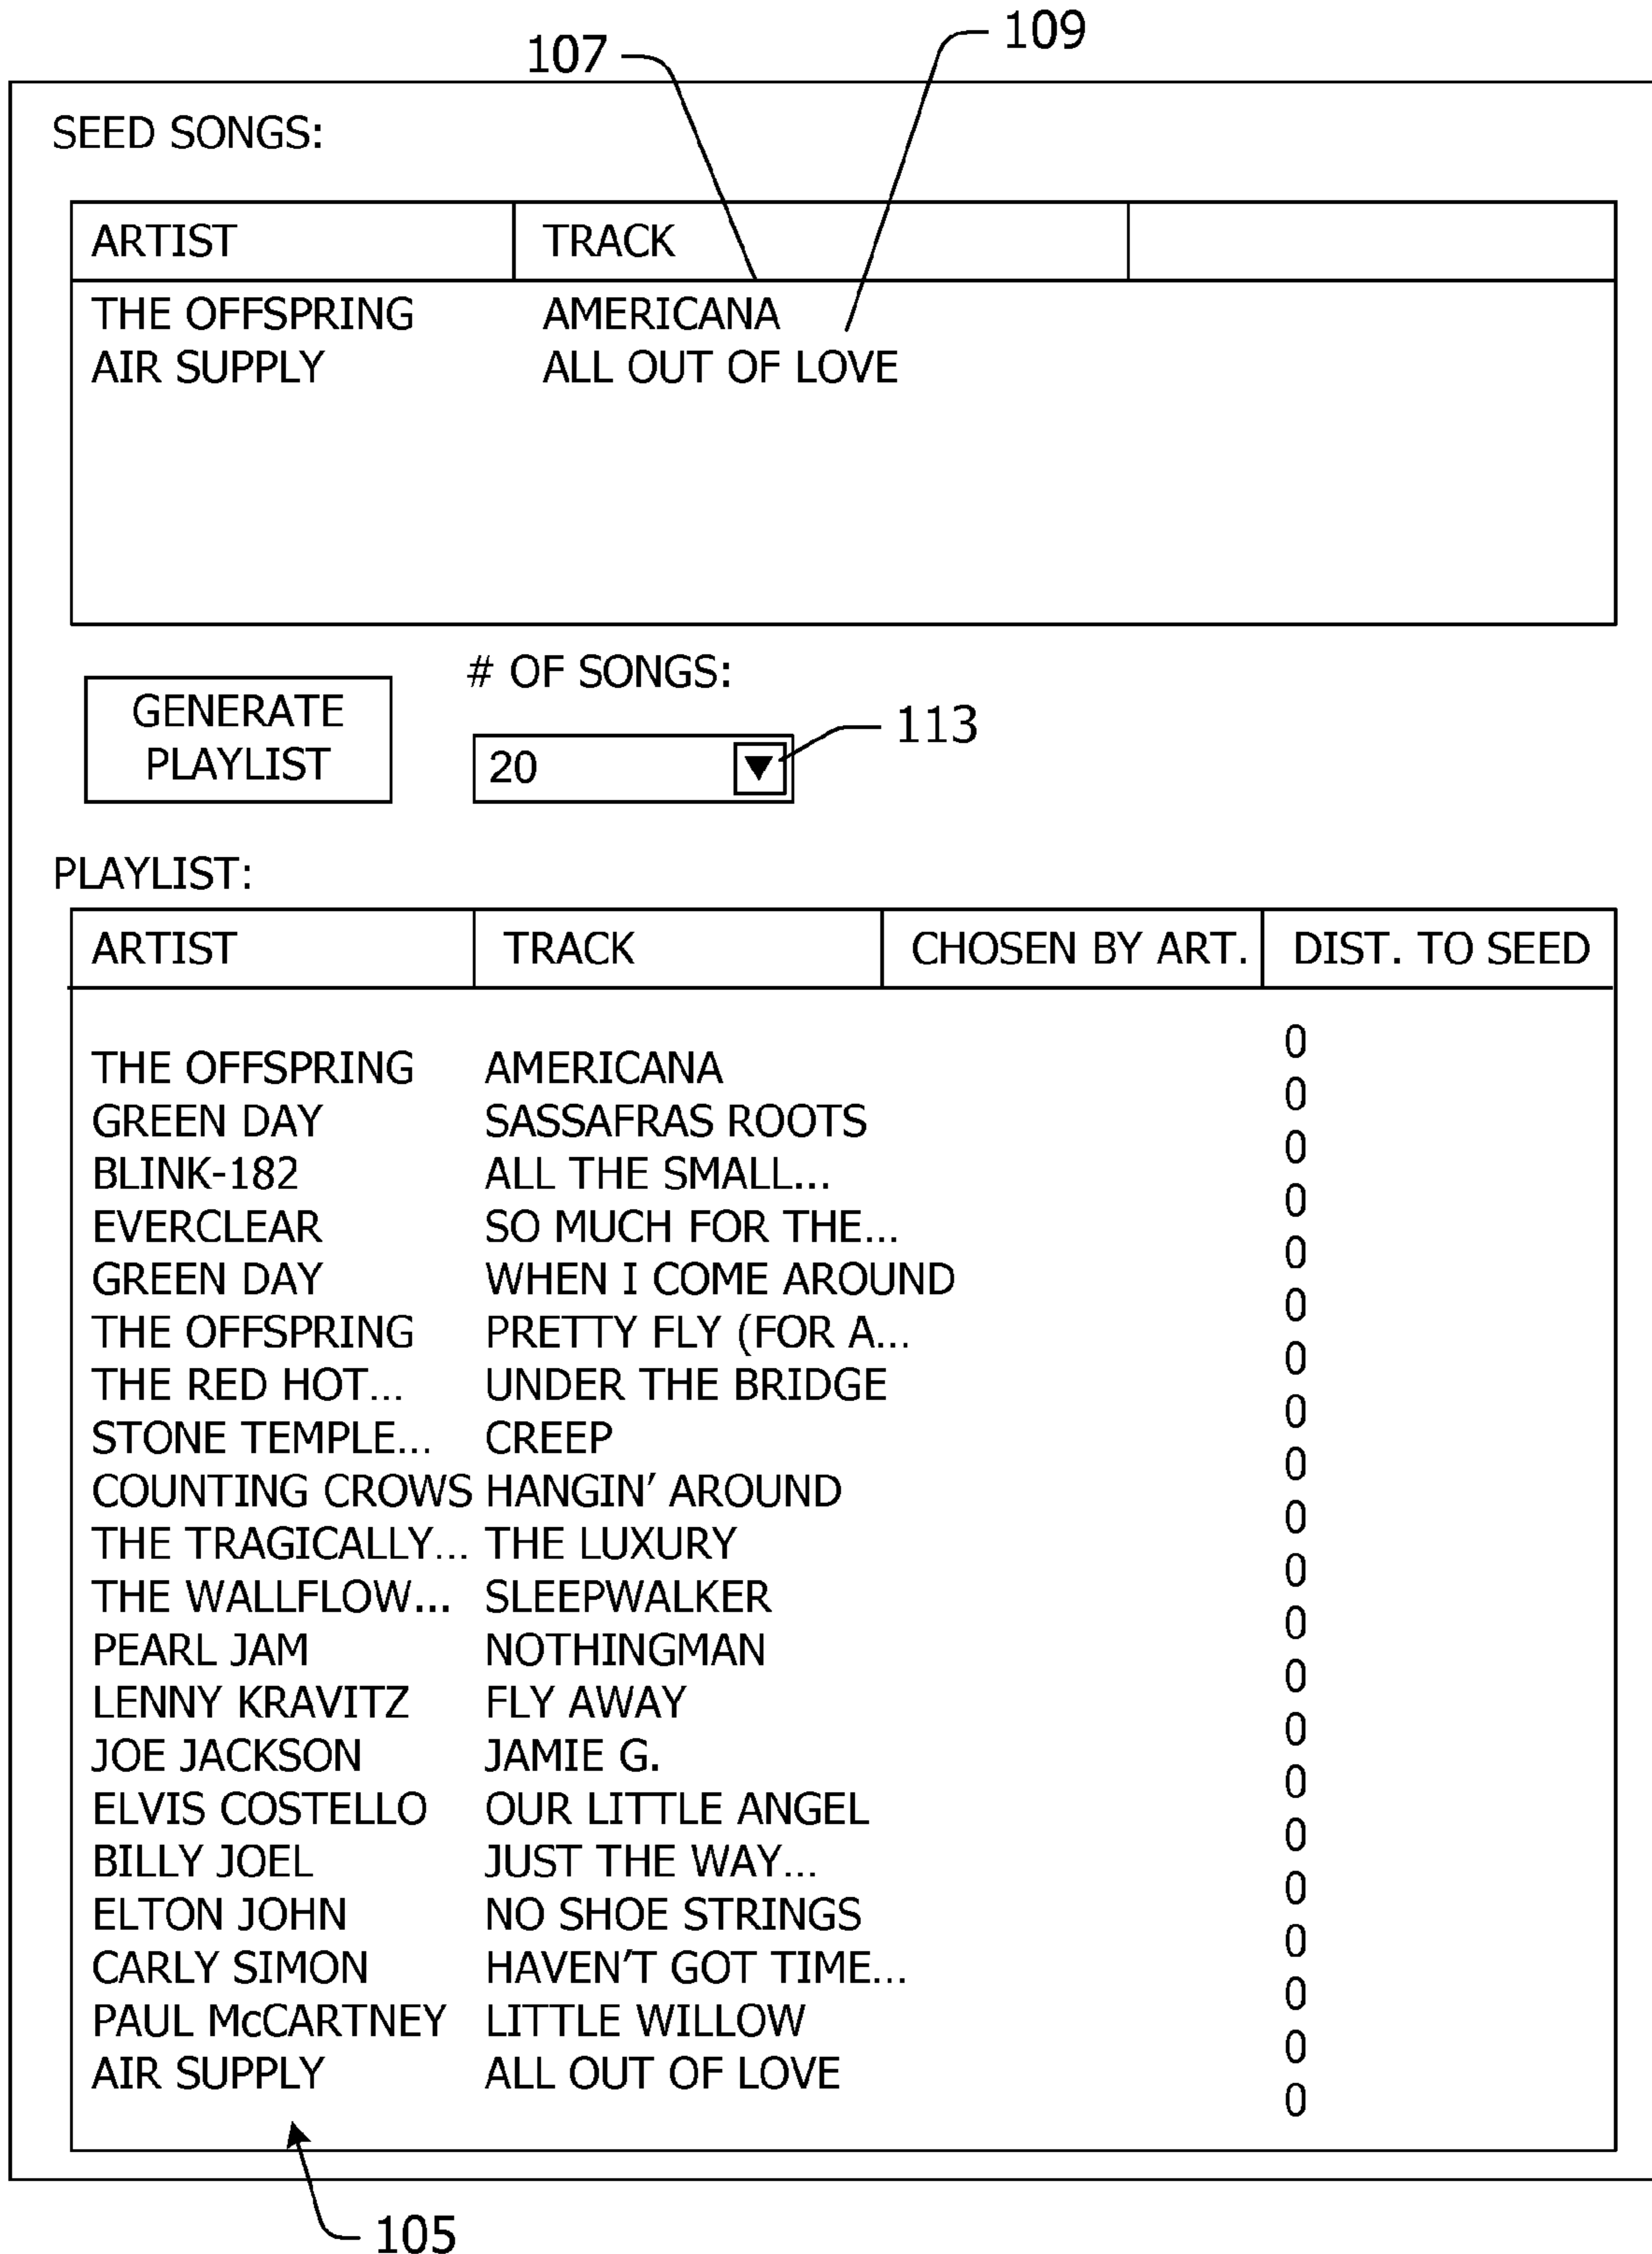 107
109
SEED SONGS:
ARTIST TRACK
THE OFFSPRING AMERICANA
AIR SUPPLY ALL OUT OF LOVE
# OF SONGS:
GENERATE
PLAYLIST
20
113
PLAYLIST:
ARTIST TRACK CHOSEN BY ART. DIST. TO SEED
0
THE OFFSPRING AMERICANA 0
GREEN DAY SASSAFRAS ROOTS 0
BLINK-182 ALL THE SMALL... 0
EVERCLEAR SO MUCH FOR THE... 0
GREEN DAY WHEN I COME AROUND 0
THE OFFSPRING PRETTY FLY (FOR A... 0
THE RED HOT... UNDER THE BRIDGE 0
STONE TEMPLE... CREEP 0
COUNTING CROWS HANGIN’ AROUND 0
THE TRAGICALLY... THE LUXURY 0
THE WALLFLOW... SLEEPWALKER 0
PEARL JAM NOTHINGMAN 0
LENNY KRAVITZ FLY AWAY 0
JOE JACKSON JAMIE G. 0
ELVIS COSTELLO OUR LITTLE ANGEL 0
BILLY JOEL JUST THE WAY... 0
ELTON JOHN NO SHOE STRINGS 0
CARLY SIMON HAVEN’T GOT TIME... 0
PAUL McCARTNEY LITTLE WILLOW 0
AIR SUPPLY ALL OUT OF LOVE 0
105